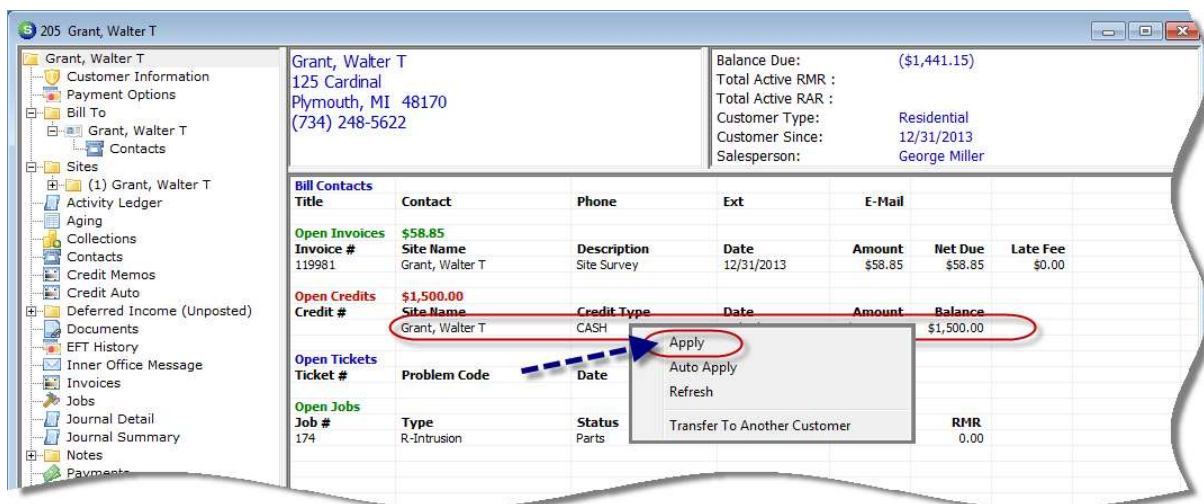 205 Grant, Walter T
Grant, Walter T
Customer Information
Payment Options
Bill To
Grant, Walter T
Contacts
Sites
(1) Grant, Walter T
Activity Ledger
Aging
Collections
Contacts
Credit Memos
Credit Auto
Deferred Income (Unposted)
Documents
EFT History
Inner Office Message
Invoices
Jobs
Journal Detail
Journal Summary
Notes
Payments
Grant, Walter T
125 Cardinal
Plymouth, MI 48170
(734) 248-5622
Balance Due: ($1,441.15)
Total Active RMR :
Total Active RAR :
Customer Type: Residential
Customer Since: 12/31/2013
Salesperson: George Miller
Bill Contacts
Title Contact Phone Ext E-Mail
Open Invoices $58.85
Invoice # Site Name Description Date Amount Net Due Late Fee
119981 Grant, Walter T Site Survey 12/31/2013 $58.85 $58.85 $0.00
Open Credits $1,500.00
Credit # Site Name Credit Type Date Amount Balance
Grant, Walter T CASH $1,500.00
Apply
Auto Apply
Refresh
Transfer To Another Customer
Open Tickets
Ticket # Problem Code Date
Open Jobs
Job # Type Status RMR
174 R-Intrusion Parts 0.00